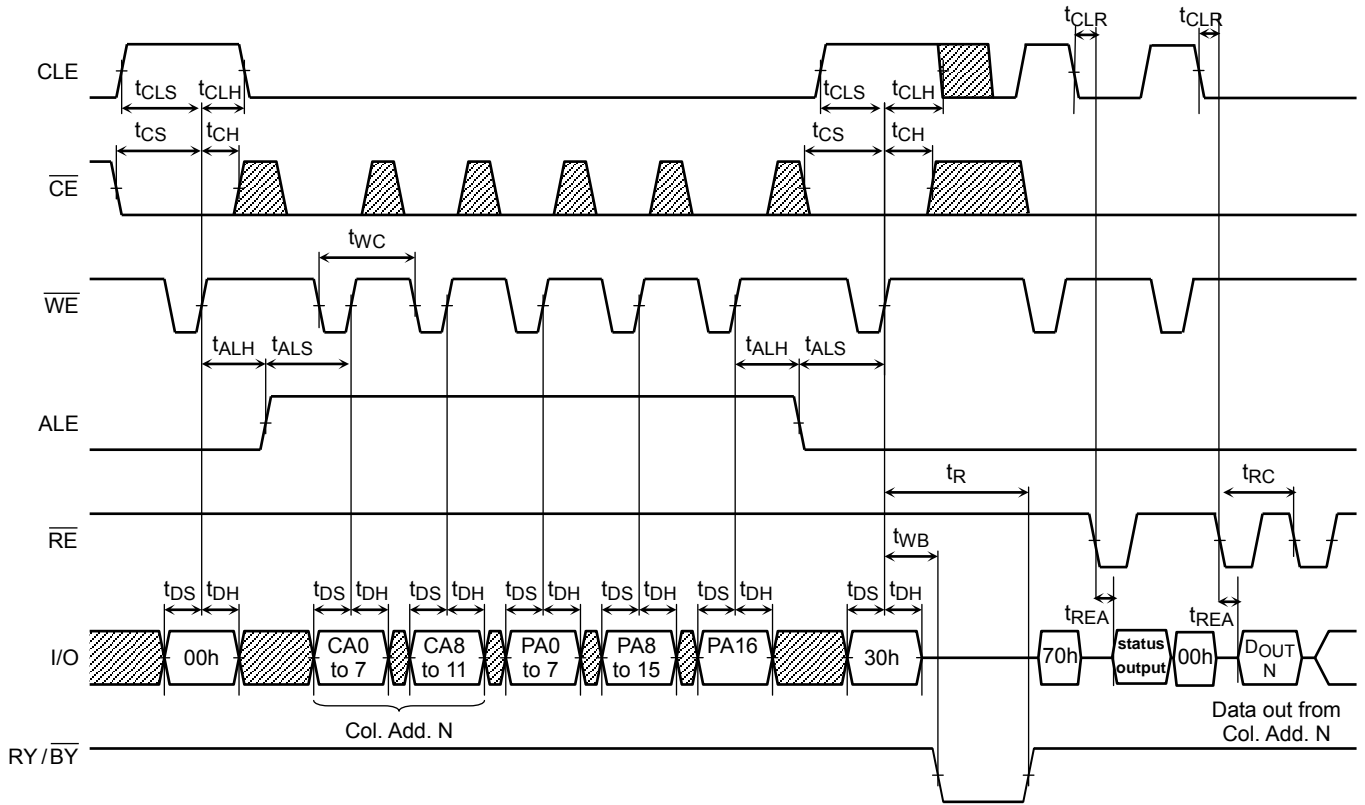 tCLR tCLR
CLE
tCLS tCLH tCLS tCLH
tCS tCH tCS tCH
CE
tWC
WE
tALH tALS tALH tALS
ALE
tR tRC
RE
tWB
tDS tDH tDS tDH tDS tDH tDS tDH tDS tDH tDS tDH tDS tDH
tREA tREA
I/O 00h CA0 to 7 CA8 to 11 PA0 to 7 PA8 to 15 PA16 30h 70h status output 00h DOUT N
Col. Add. N
Data out from
Col. Add. N
RY/BY